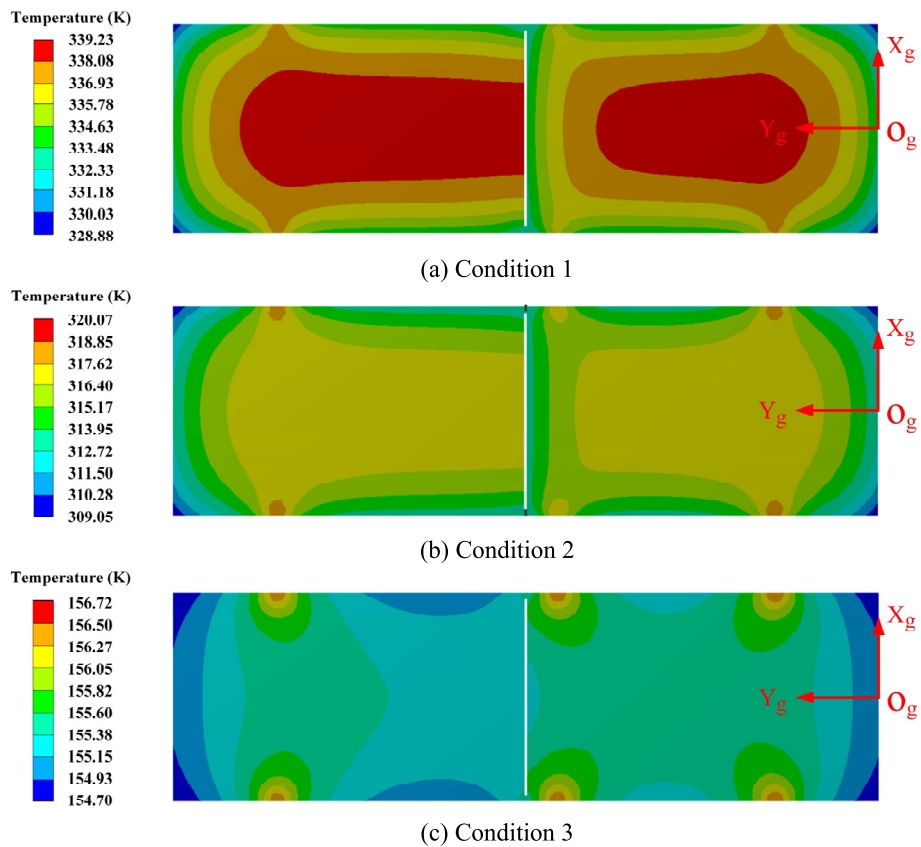 Temperature (K)
339.23
338.08
336.93
335.78
334.63
333.48
332.33
331.18
330.03
328.88
Xg
Yg
Og
(a) Condition 1
Temperature (K)
320.07
318.85
317.62
316.40
315.17
313.95
312.72
311.50
310.28
309.05
Xg
Yg
Og
(b) Condition 2
Temperature (K)
156.72
156.50
156.27
156.05
155.82
155.60
155.38
155.15
154.93
154.70
Xg
Yg
Og
(c) Condition 3